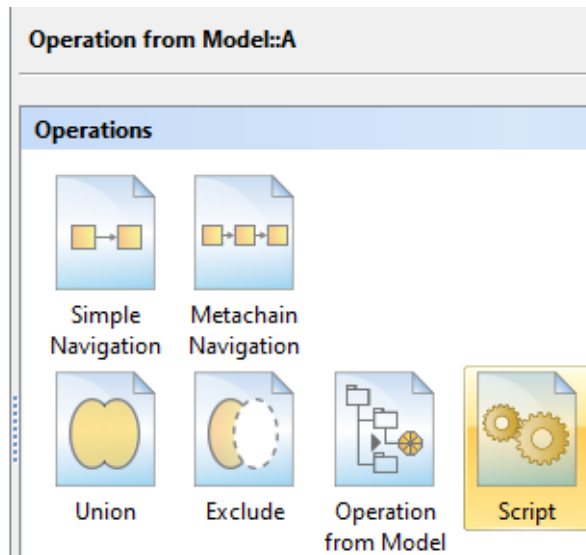 Operation from Model::A
Operations
Simple Navigation
Metachain Navigation
Union
Exclude
Operation from Model
Script